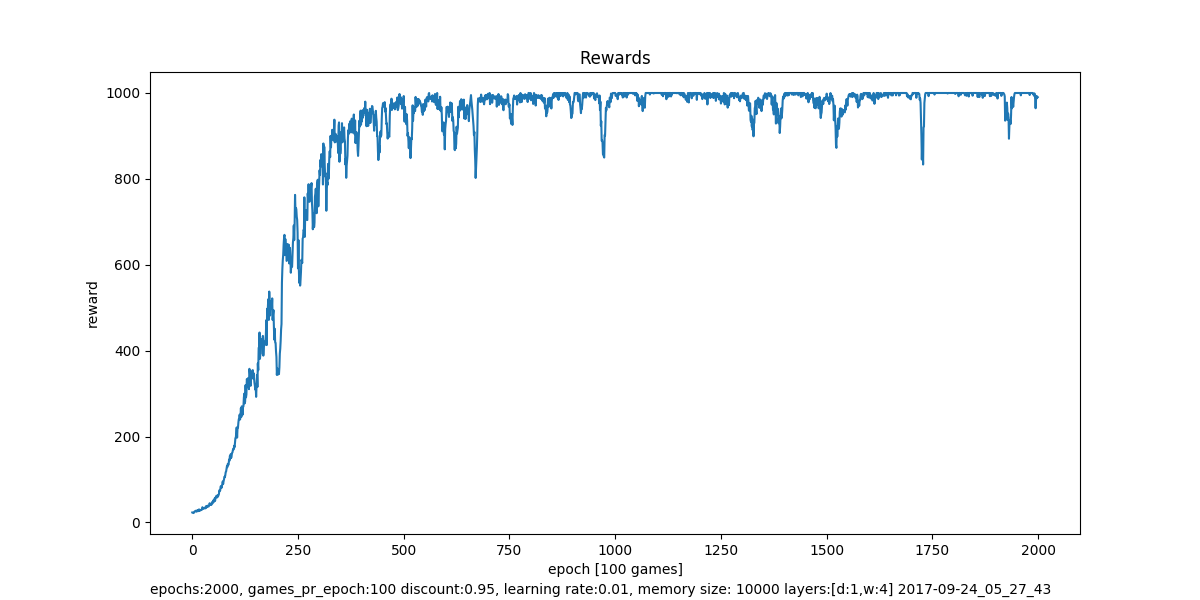 Rewards
1000
800
600
400
200
0
reward
0 250 500 750 1000 1250 1500 1750 2000
epoch [100 games]
epochs:2000, games_pr_epoch:100 discount:0.95, learning rate:0.01, memory size: 10000 layers:[d:1,w:4] 2017-09-24_05_27_43